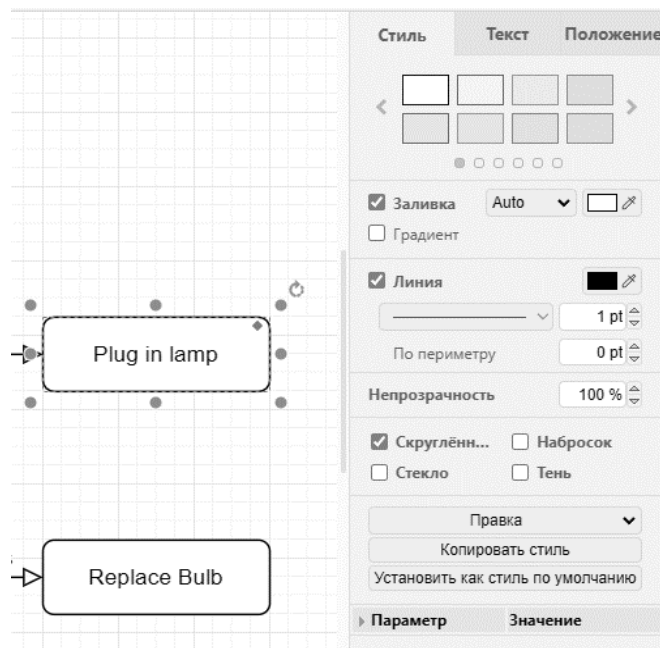 Стиль Текст Положение
Заливка Auto
Градиент
Линия
1 pt
По периметру 0 pt
Непрозрачность 100 %
Скруглённ... Набросок
Стекло Тень
Правка
Копировать стиль
Установить как стиль по умолчанию
Параметр Значение
Plug in lamp
Replace Bulb